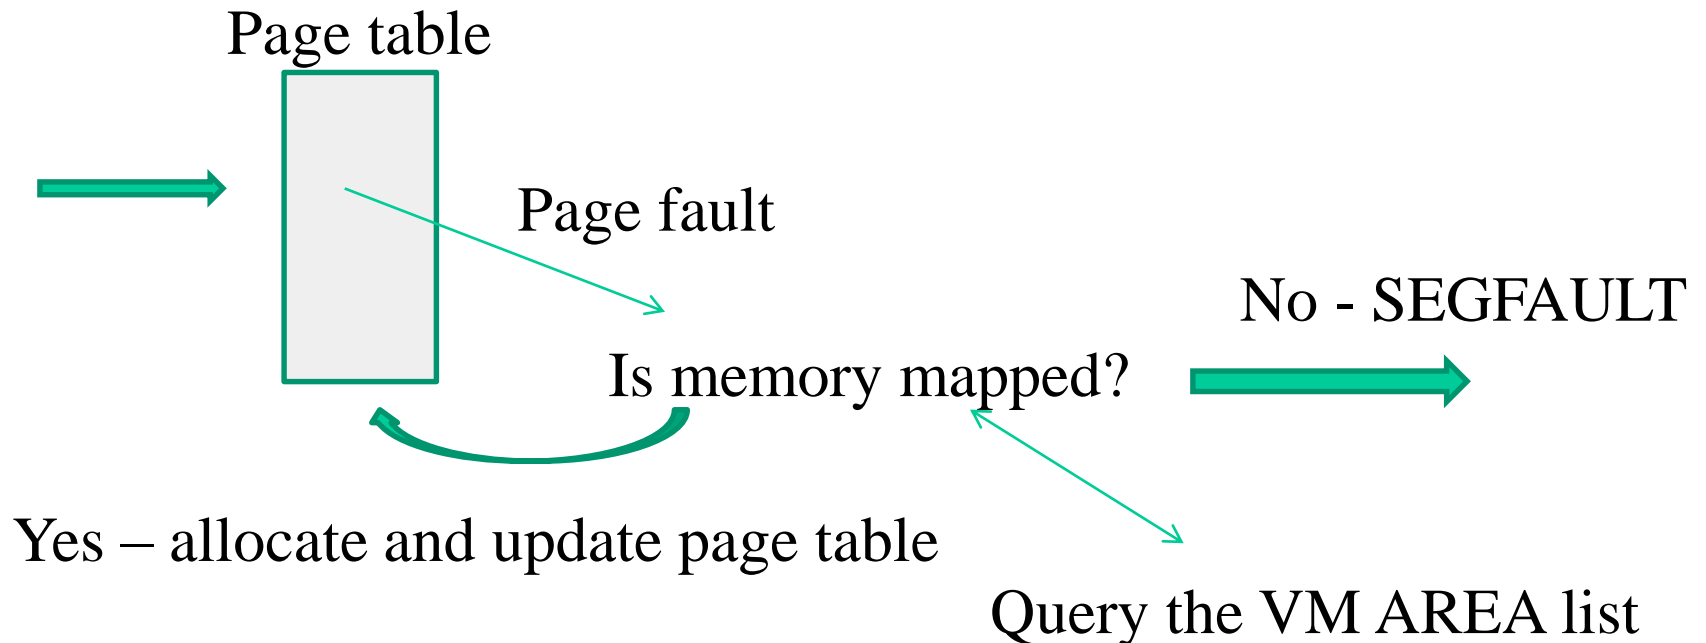 Page table
Page fault
No - SEGFAULT
Is memory mapped?
Yes – allocate and update page table
Query the VM AREA list